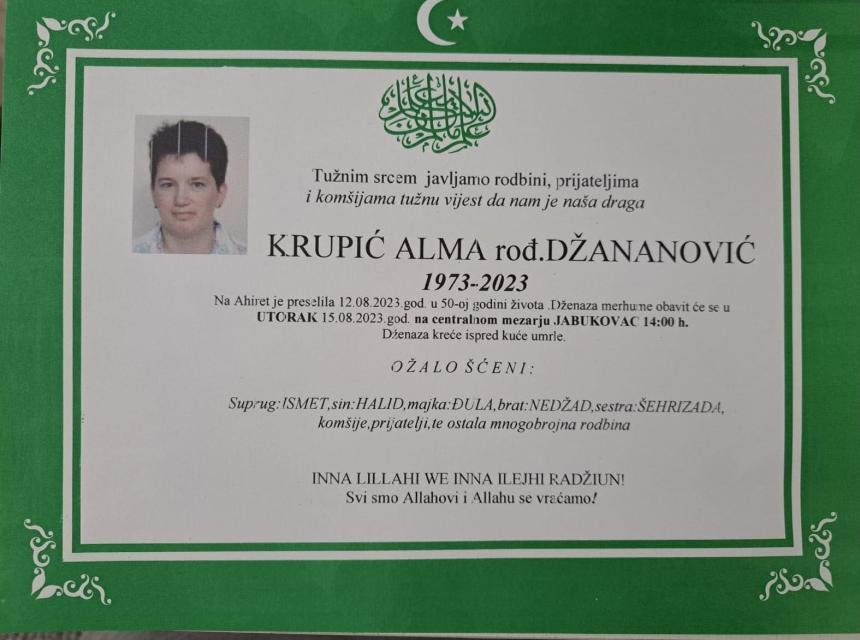 Tužnim srcem javljamo rodbini, prijateljima
i komšijama tužnu vijest da nam je naša draga
KRUPIĆ ALMA rođ.DŽANANOVIĆ
1973-2023
Na Ahiret je preselila 12.08.2023.god. u 50-oj godini života .Dženaza merhume obavit će se u
UTORAK 15.08.2023.god. na centralnom mezarju JABUKOVAC 14:00 h.
Dženaza kreće ispred kuće umrle.
OŽALO ŠĆENI:
Suprug:ISMET,sin:HALID,majka:ĐULA,brat:NEDŽAD,sestra:ŠEHRIZADA,
komšije,prijatelji,te ostala mnogobrojna rodbina
INNA LILLAHI WE INNA ILEJHI RADŽIUN!
Svi smo Allahovi i Allahu se vraćamo!